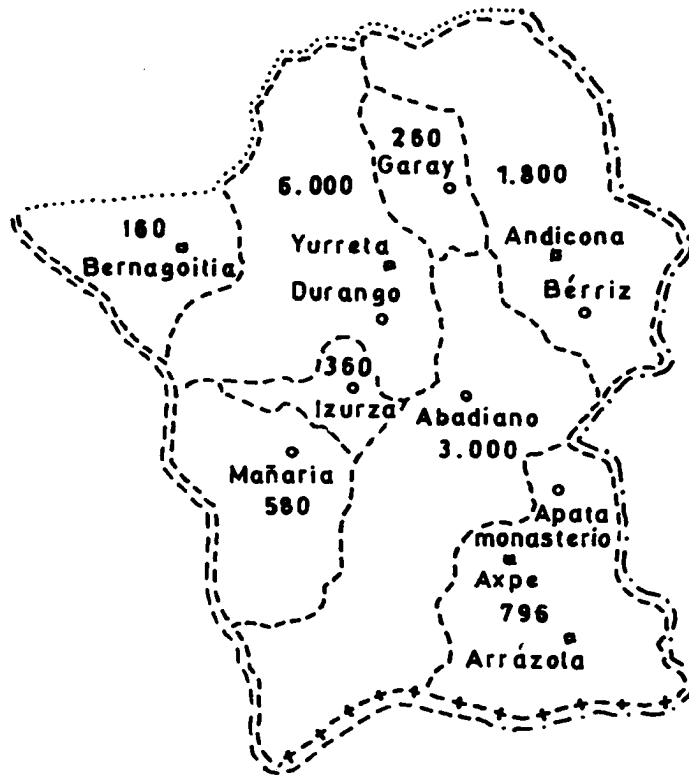 260
Garay
6.000
1.800
160
Bernagoitia
Yurreta
Andicona
Durango
Bérriz
360
Izurza
Abadiano
3.000
Mañaria
580
Apata
monasterio
Axpe
796
Arrázola